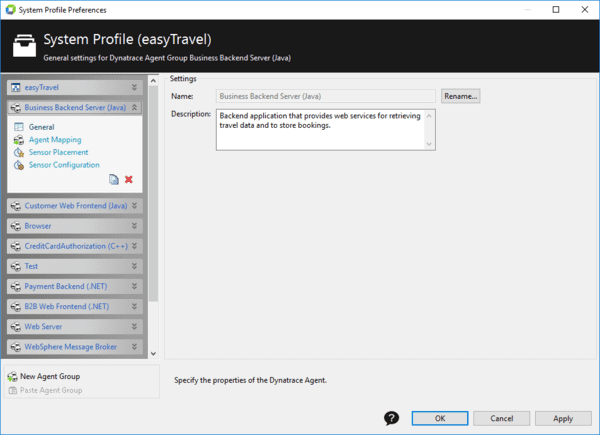 System Profile Preferences
System Profile (easyTravel)
General settings for Dynatrace Agent Group Business Backend Server (Java)
easyTravel
Business Backend Server (Java)
General
Agent Mapping
Sensor Placement
Sensor Configuration
Customer Web Frontend (Java)
Browser
CreditCardAuthorization (C++)
Test
Payment Backend (.NET)
B2B Web Frontend (.NET)
Web Server
WebSphere Message Broker
New Agent Group
Paste Agent Group
Settings
Name: Business Backend Server (Java) Rename...
Description: Backend application that provides web services for retrieving
travel data and to store bookings.
Specify the properties of the Dynatrace Agent.
? OK Cancel Apply